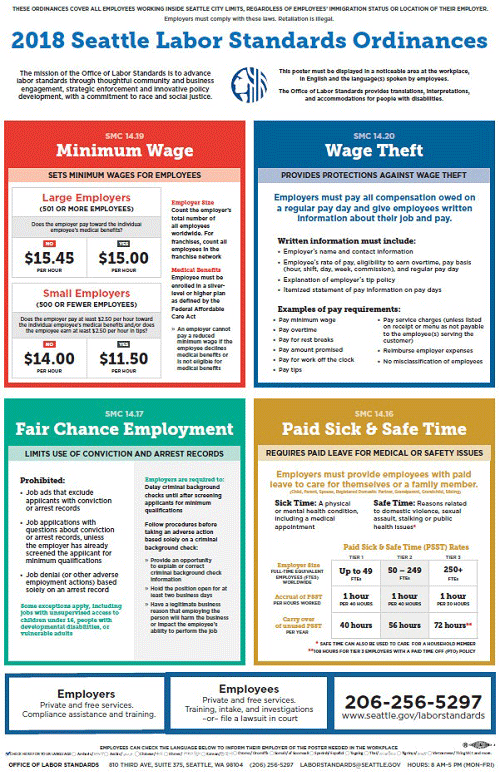 THESE ORDINANCES COVER ALL EMPLOYEES WORKING INSIDE SEATTLE CITY LIMITS, REGARDLESS OF EMPLOYEES' IMMIGRATION STATUS OR LOCATION OF THEIR EMPLOYER.
Employers must comply with these laws. Retaliation is illegal.
2018 Seattle Labor Standards Ordinances
The mission of the Office of Labor Standards is to advance
labor standards through thoughtful community and business
engagement, strategic enforcement and innovative policy
development, with a commitment to race and social justice.
This poster must be displayed in a noticeable area at the workplace,
in English and the language(s) spoken by employees.
The Office of Labor Standards provides translations, interpretations,
and accommodations for people with disabilities.
SMC 14.19
Minimum Wage
SETS MINIMUM WAGES FOR EMPLOYEES
Large Employers
(501 OR MORE EMPLOYEES)
Does the employer pay toward the individual
employee's medical benefits?
NO YES
$15.45 $15.00
PER HOUR PER HOUR
Small Employers
(500 OR FEWER EMPLOYEES)
Does the employer pay at least $2.50 per hour toward
the individual employee's medical benefits and/or does
the employee earn at least $2.50 per hour in tips?
NO YES
$14.00 $11.50
PER HOUR PER HOUR
Employer Size
Count the employer's
total number of
all employees
worldwide. For
franchises, count all
employees in the
franchise network
Medical Benefits
Employee must be
enrolled in a silver-
level or higher plan
as defined by the
Federal Affordable
Care Act
» An employer cannot
pay a reduced
minimum wage if the
employee declines
medical benefits or
is not eligible for
medical benefits
SMC 14.20
Wage Theft
PROVIDES PROTECTIONS AGAINST WAGE THEFT
Employers must pay all compensation owed on
a regular pay day and give employees written
information about their job and pay.
Written information must include:
• Employer's name and contact information
• Employee's rate of pay, eligibility to earn overtime, pay basis
(hour, shift, day, week, commission), and regular pay day
• Explanation of employer's tip policy
• Itemized statement of pay information on pay days
Examples of pay requirements:
• Pay minimum wage
• Pay overtime
• Pay for rest breaks
• Pay amount promised
• Pay for work off the clock
• Pay tips
• Pay service charges (unless listed
on receipt or menu as not payable
to the employee(s) serving the
customer)
• Reimburse employer expenses
• No misclassification of employees
SMC 14.17
Fair Chance Employment
LIMITS USE OF CONVICTION AND ARREST RECORDS
Prohibited:
• Job ads that exclude
applicants with conviction
or arrest records
• Job applications with
questions about conviction
or arrest records, unless
the employer has already
screened the applicant for
minimum qualifications
• Job denial (or other adverse
employment actions) based
solely on an arrest record
Some exceptions apply, including
jobs with unsupervised access to
children under 16, people with
developmental disabilities, or
vulnerable adults
Employers are required to:
Delay criminal background
checks until after screening
applicants for minimum
qualifications
Follow procedures before
taking an adverse action
based solely on a criminal
background check:
» Provide an opportunity
to explain or correct
criminal background check
information
» Hold the position open for at
least two business days
» Have a legitimate business
reason that employing the
person will harm the business
or impact the employee's
ability to perform the job
SMC 14.16
Paid Sick & Safe Time
REQUIRES PAID LEAVE FOR MEDICAL OR SAFETY ISSUES
Employers must provide employees with paid
leave to care for themselves or a family member.
(Child, Parent, Spouse, Registered Domestic Partner, Grandparent, Grandchild, Sibling)
Sick Time: A physical
or mental health condition,
including a medical
appointment
Safe Time: Reasons related
to domestic violence, sexual
assault, stalking or public
health issues*
Paid Sick & Safe Time (PSST) Rates
TIER 1 TIER 2 TIER 3
Employer Size
FULL-TIME EQUIVALENT
EMPLOYEES (FTES)
WORLDWIDE
Up to 49 50 – 249 250+
FTEs FTEs FTEs
Accrual of PSST
PER HOURS WORKED
1 hour 1 hour 1 hour
PER 40 HOURS PER 40 HOURS PER 30 HOURS
Carry over
of unused PSST
PER YEAR
40 hours 56 hours 72 hours**
* SAFE TIME CAN ALSO BE USED TO CARE FOR A HOUSEHOLD MEMBER
**108 HOURS FOR TIER 3 EMPLOYERS WITH A PAID TIME OFF (PTO) POLICY
Employers
Private and free services.
Compliance assistance and training.
Employees
Private and free services.
Training, intake, and investigations
-or- file a lawsuit in court
206-256-5297
www.seattle.gov/laborstandards
EMPLOYEES CAN CHECK THE LANGUAGE BELOW TO INFORM THEIR EMPLOYER OF THE POSTER NEEDED IN THE WORKPLACE
OFFICE OF LABOR STANDARDS 810 THIRD AVE, SUITE 375, SEATTLE, WA 98104 (206) 256-5297 LABORSTANDARDS@SEATTLE.GOV HOURS: 8 AM-5 PM (MON-FRI)